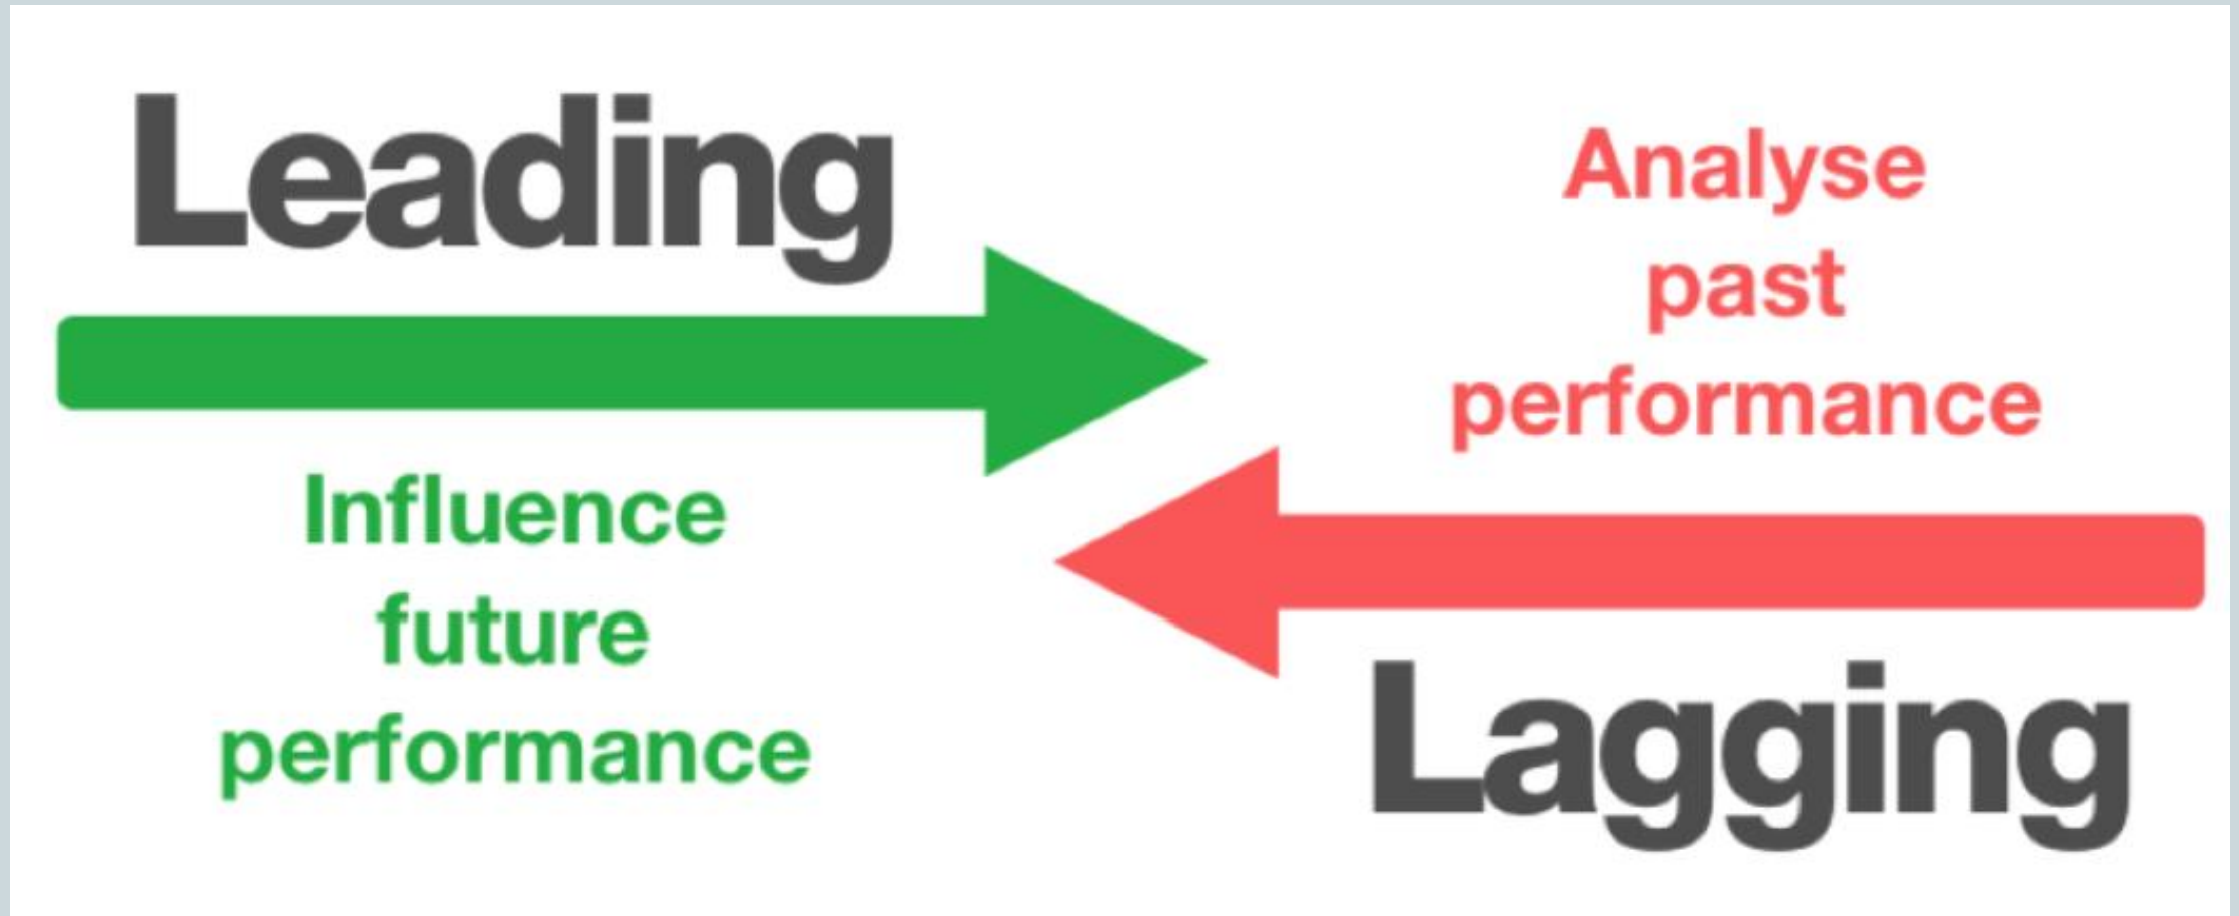 Leading
Influence
future
performance
Analyse
past
performance
Lagging